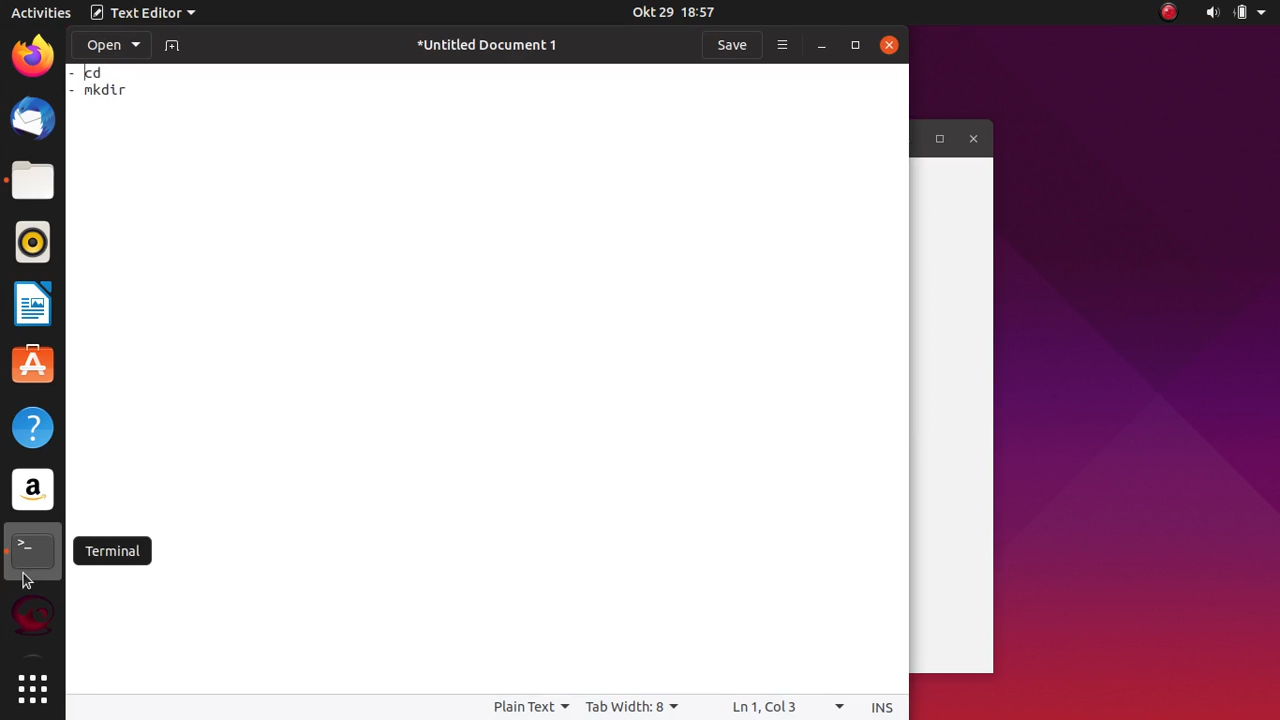 Activities Text Editor Okt 29 18:57
Open *Untitled Document 1 Save
- cd
- mkdir
?
a
>_ Terminal
Plain Text Tab Width: 8 Ln 1, Col 3 INS